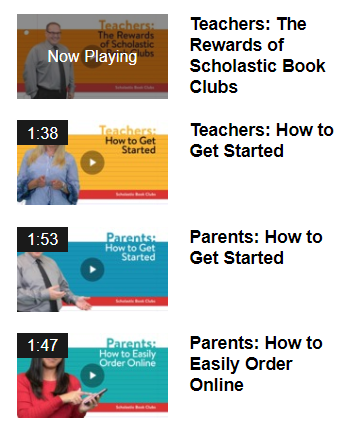 Teachers:
The Rewards
of Scholastic
Book Clubs
Now Playing
Teachers: The
Rewards of
Scholastic Book
Clubs
1:38
Teachers:
How to
Get Started
Scholastic Book Clubs
Teachers: How to
Get Started
1:53
Parents:
How to Get
Started
Scholastic Book Clubs
Parents: How to
Get Started
1:47
Parents:
How to Easily
Order Online
Scholastic Book Clubs
Parents: How to
Easily Order
Online